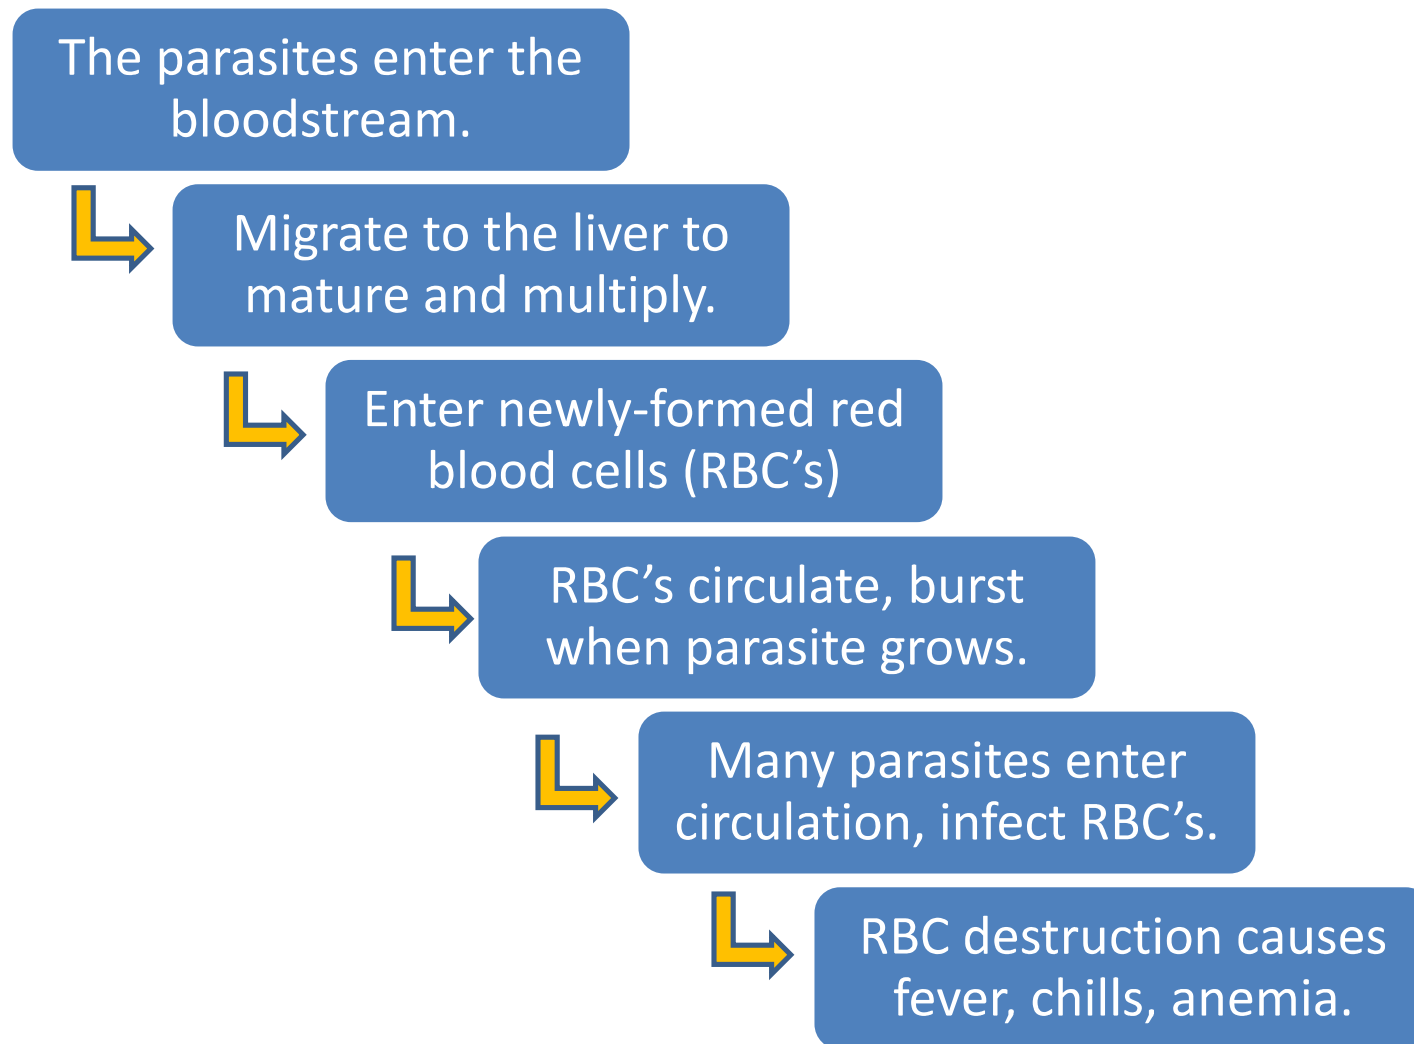 The parasites enter the
bloodstream.
Migrate to the liver to
mature and multiply.
Enter newly-formed red
blood cells (RBC’s)
RBC’s circulate, burst
when parasite grows.
Many parasites enter
circulation, infect RBC’s.
RBC destruction causes
fever, chills, anemia.